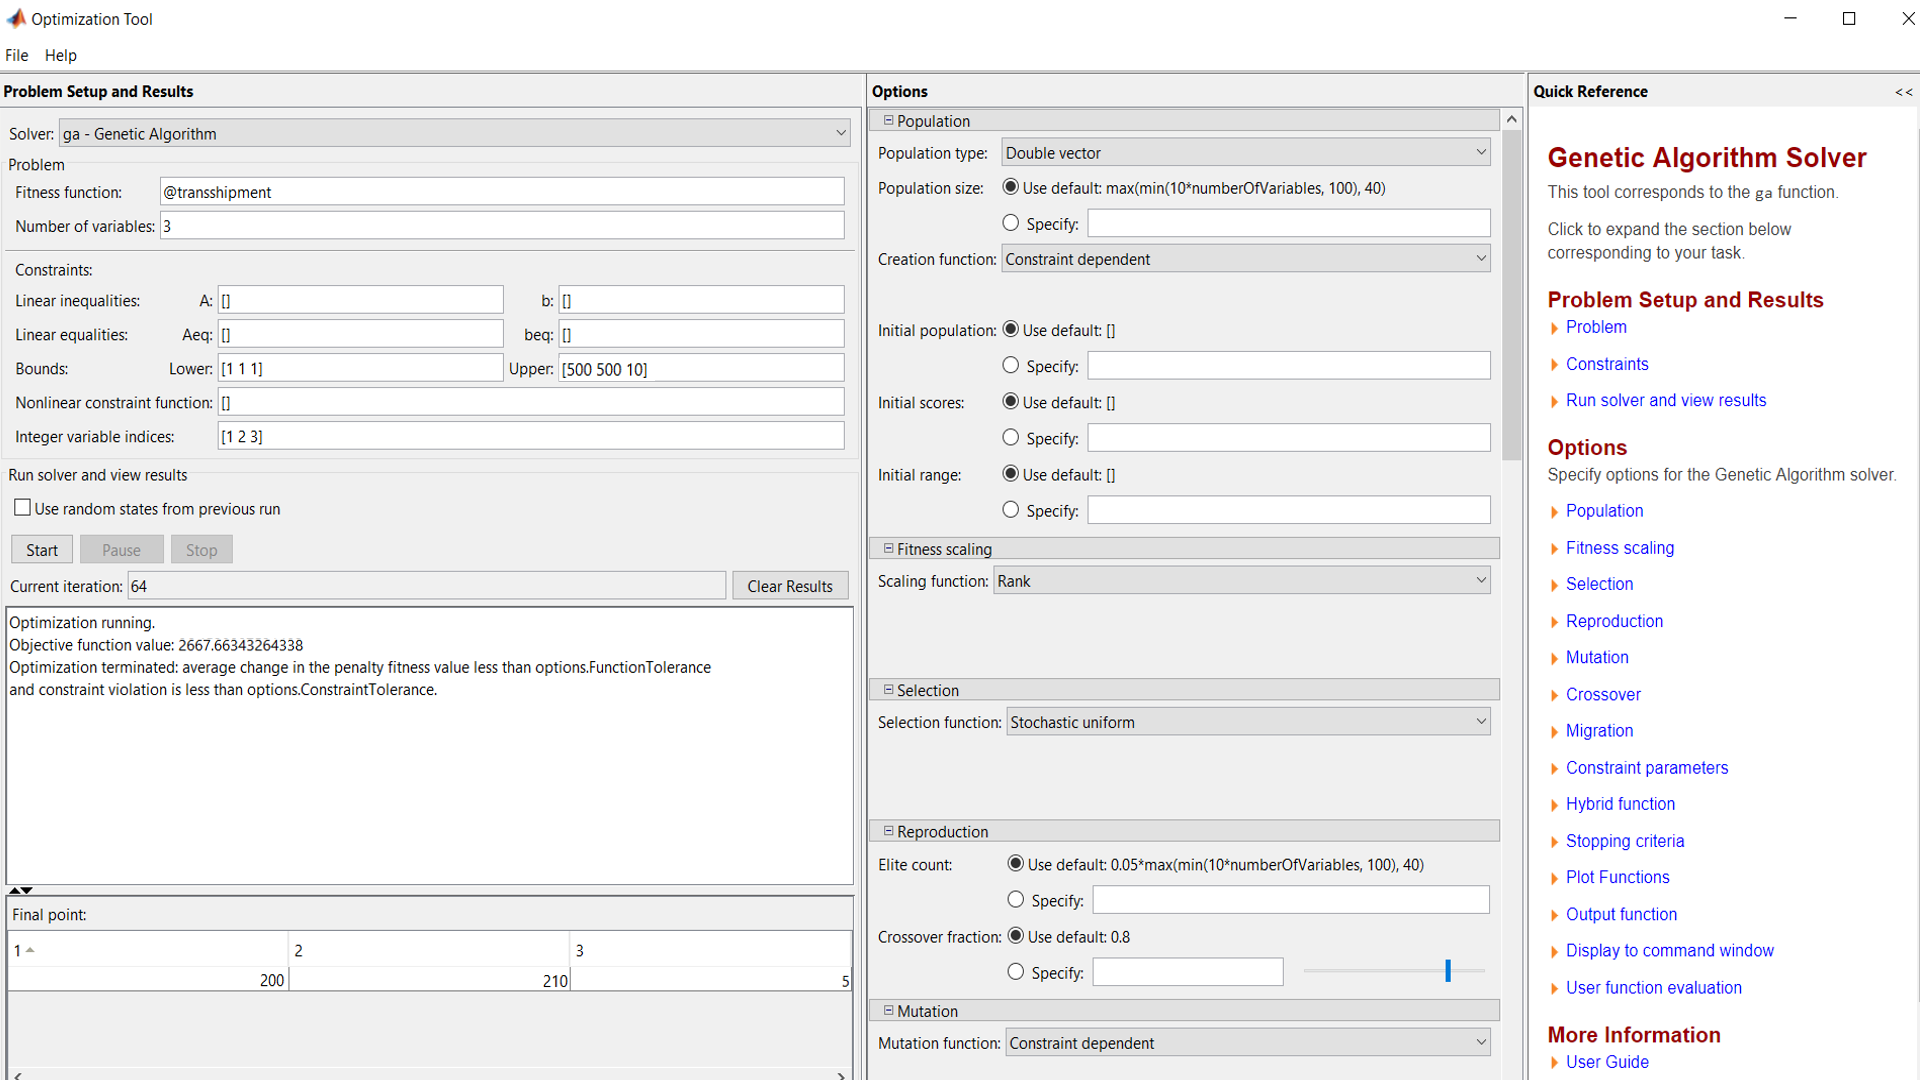 Optimization Tool
File Help
Problem Setup and Results
Solver: ga - Genetic Algorithm
Problem
Fitness function: @transshipment
Number of variables: 3
Constraints:
Linear inequalities: A: [] b: []
Linear equalities: Aeq: [] beq: []
Bounds: Lower: [1 1 1] Upper: [500 500 10]
Nonlinear constraint function: []
Integer variable indices: [1 2 3]
Run solver and view results
Use random states from previous run
Start Pause Stop
Current iteration: 64 Clear Results
Optimization running.
Objective function value: 2667.66343264338
Optimization terminated: average change in the penalty fitness value less than options.FunctionTolerance
and constraint violation is less than options.ConstraintTolerance.
Final point:
1 2 3
200 210 5
Options
Population
Population type: Double vector
Population size: Use default: max(min(10*numberOfVariables, 100), 40)
Specify:
Creation function: Constraint dependent
Initial population: Use default: []
Specify:
Initial scores: Use default: []
Specify:
Initial range: Use default: []
Specify:
Fitness scaling
Scaling function: Rank
Selection
Selection function: Stochastic uniform
Reproduction
Elite count: Use default: 0.05*max(min(10*numberOfVariables, 100), 40)
Specify:
Crossover fraction: Use default: 0.8
Specify:
Mutation
Mutation function: Constraint dependent
Quick Reference <<
Genetic Algorithm Solver
This tool corresponds to the ga function.
Click to expand the section below
corresponding to your task.
Problem Setup and Results
Problem
Constraints
Run solver and view results
Options
Specify options for the Genetic Algorithm solver.
Population
Fitness scaling
Selection
Reproduction
Mutation
Crossover
Migration
Constraint parameters
Hybrid function
Stopping criteria
Plot Functions
Output function
Display to command window
User function evaluation
More Information
User Guide